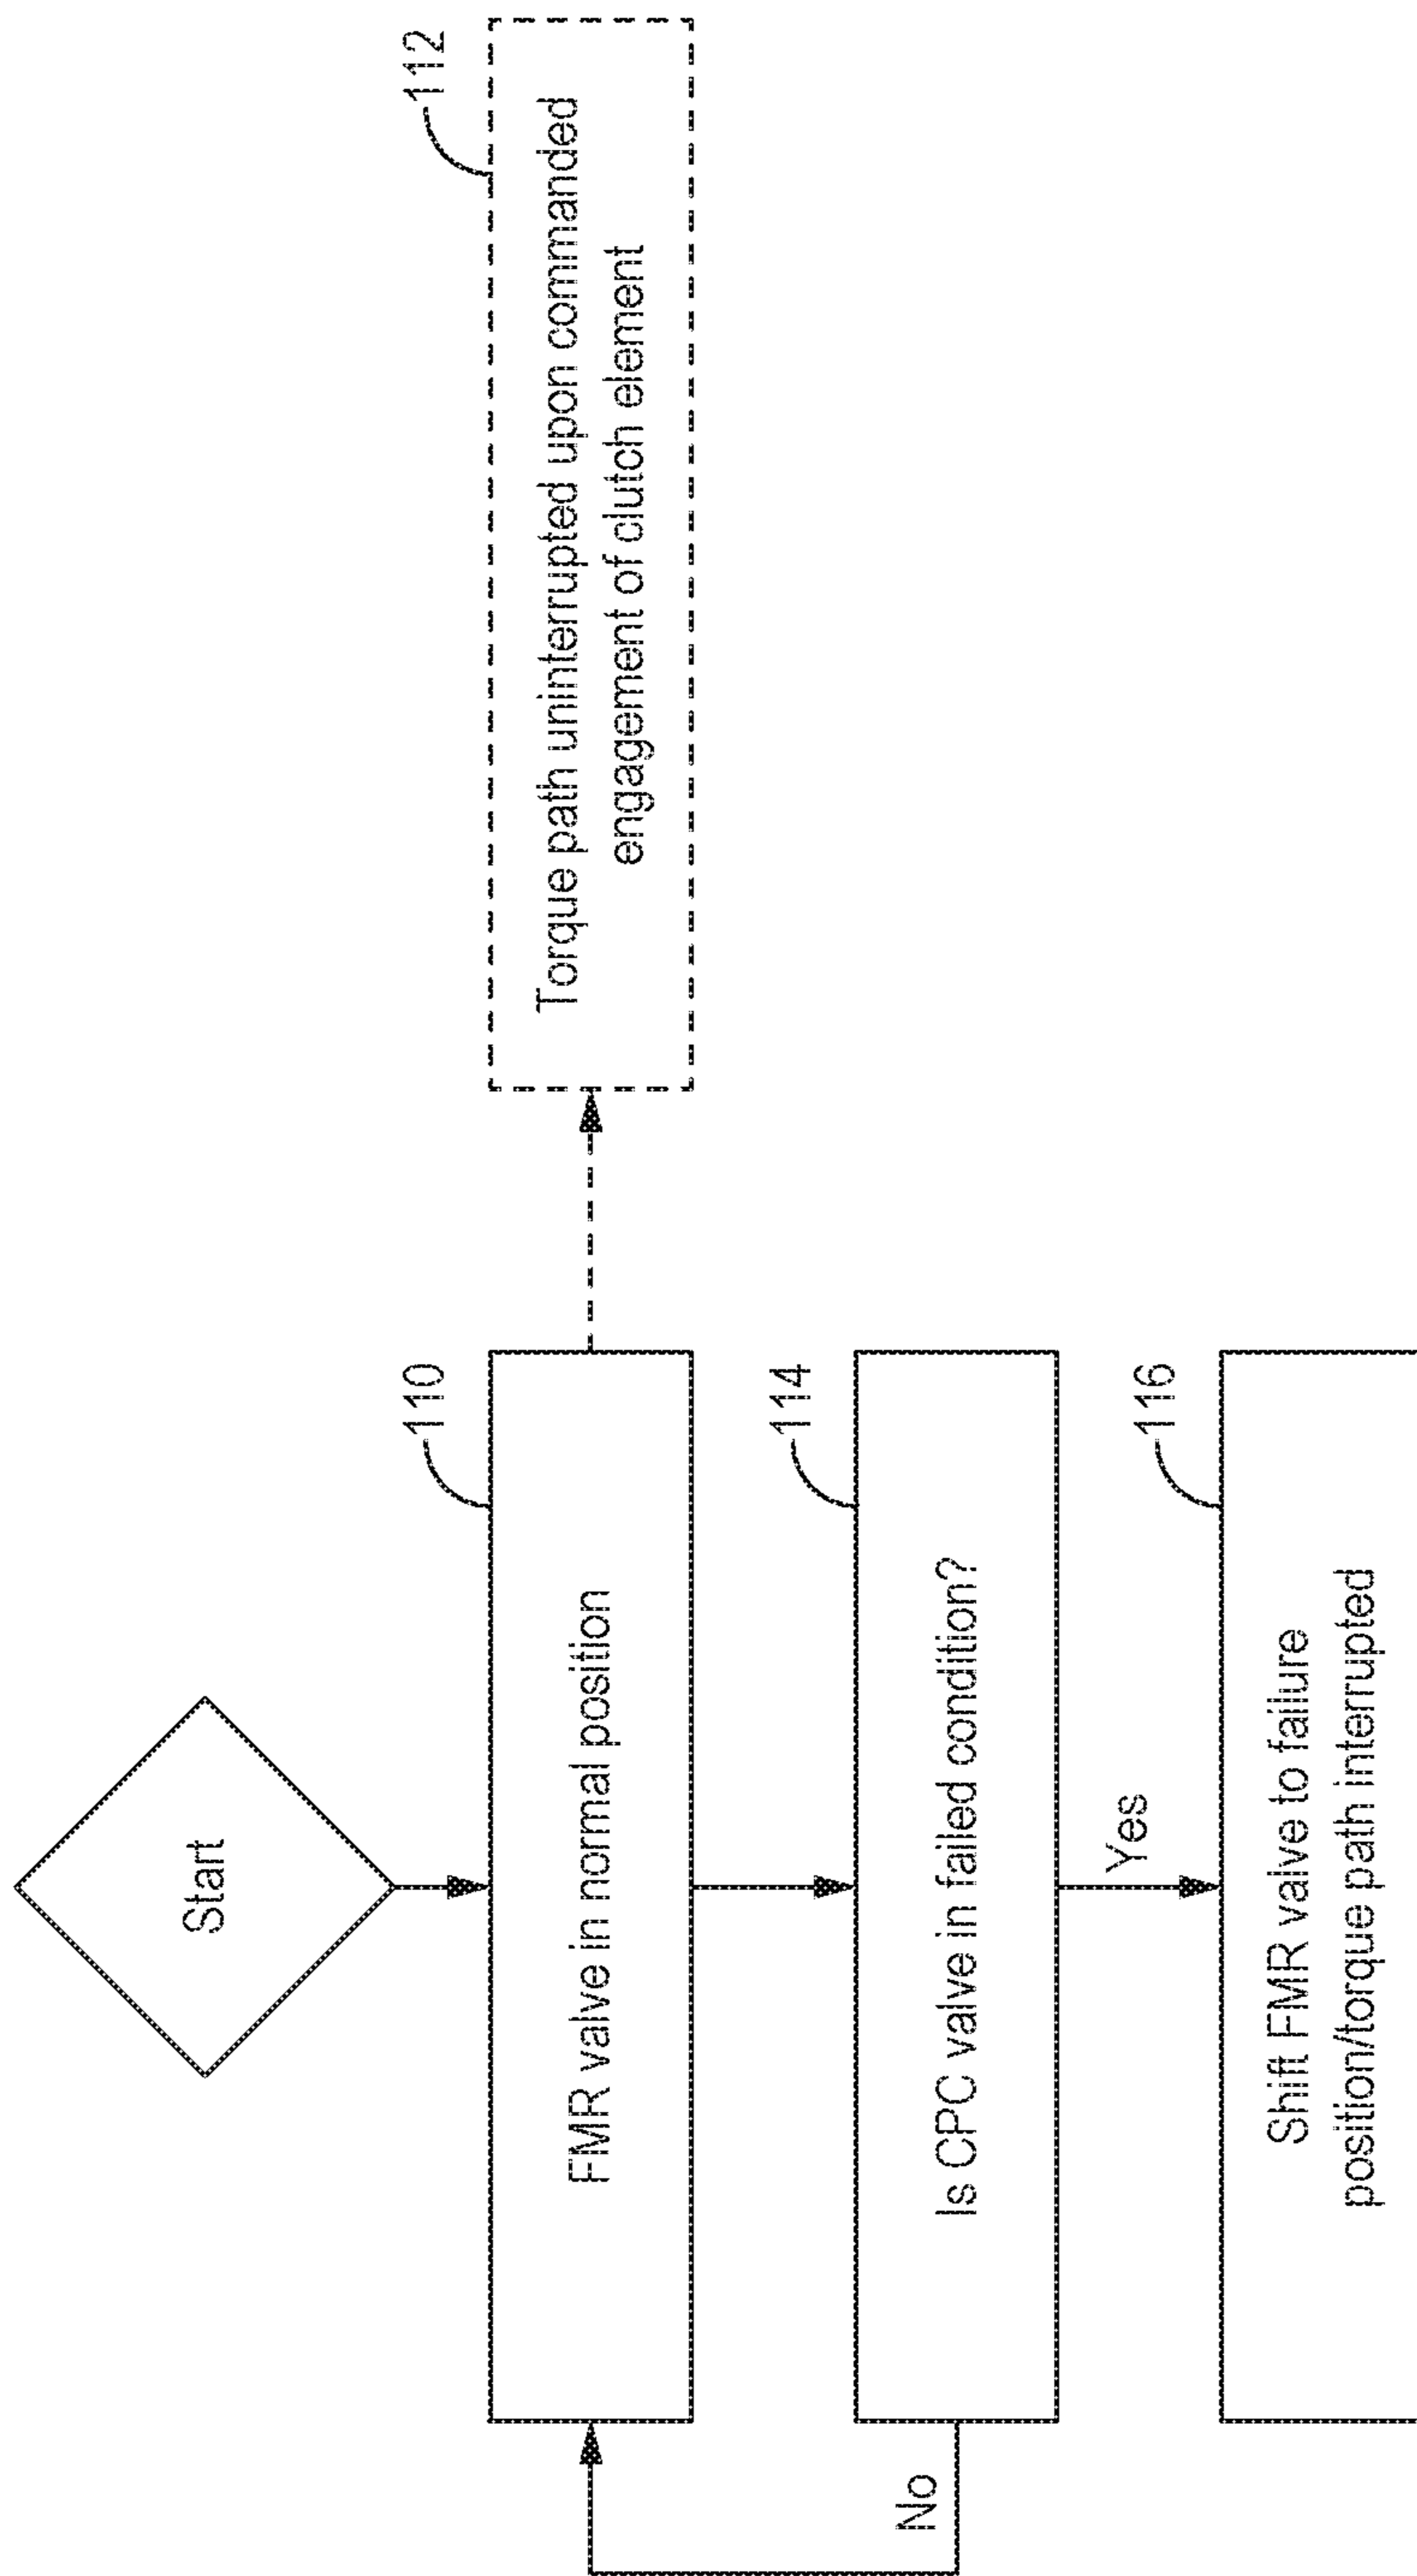 Start
110
FMR valve in normal position
112
Torque path uninterrupted upon commanded
engagement of clutch element
114
Is CPC valve in failed condition?
No
Yes
116
Shift FMR valve to failure
position/torque path interrupted